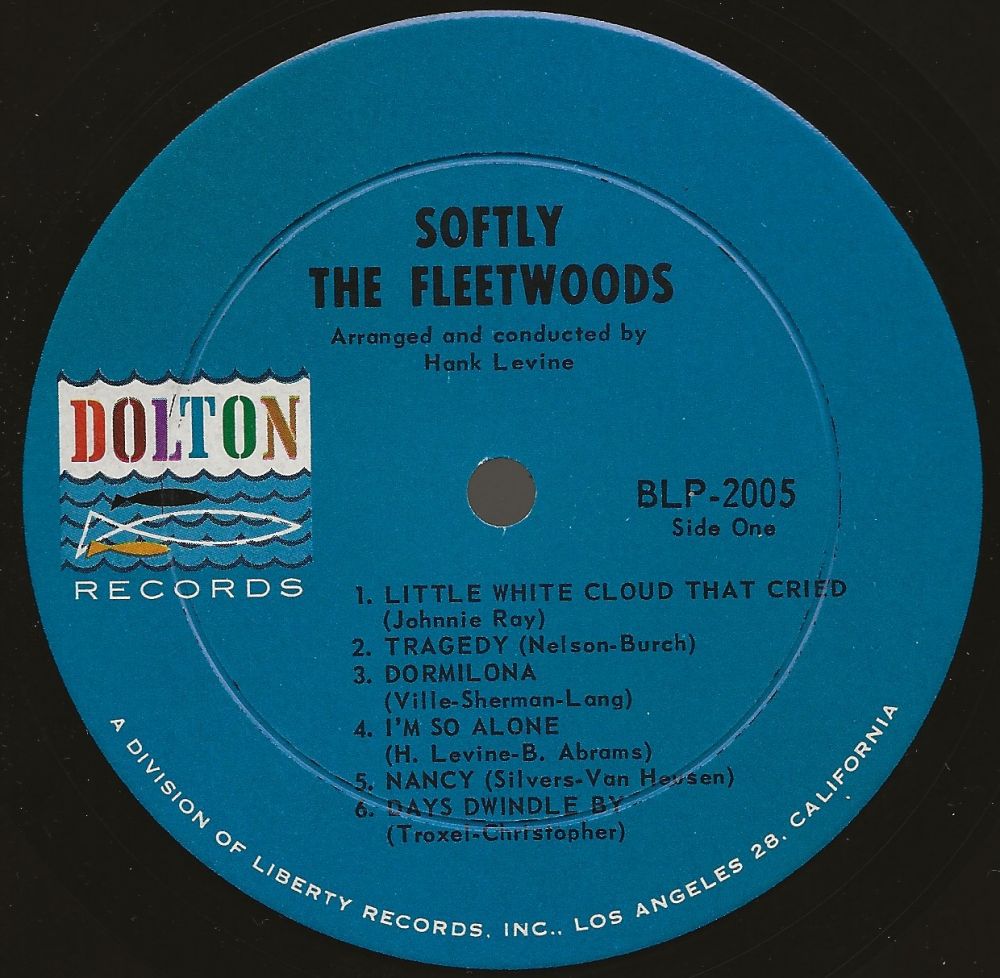 SOFTLY
THE FLEETWOODS
Arranged and conducted by
Hank Levine
DOLTON
RECORDS
BLP-2005
Side One
1. LITTLE WHITE CLOUD THAT CRIED
(Johnnie Ray)
2. TRAGEDY (Nelson-Burch)
3. DORMILONA
(Ville-Sherman-Lang)
4. I'M SO ALONE
(H. Levine-B. Abrams)
5. NANCY (Silvers-Van Heusen)
6. DAYS DWINDLE BY
(Troxel-Christopher)
A DIVISION OF LIBERTY RECORDS, INC., LOS ANGELES 28, CALIFORNIA